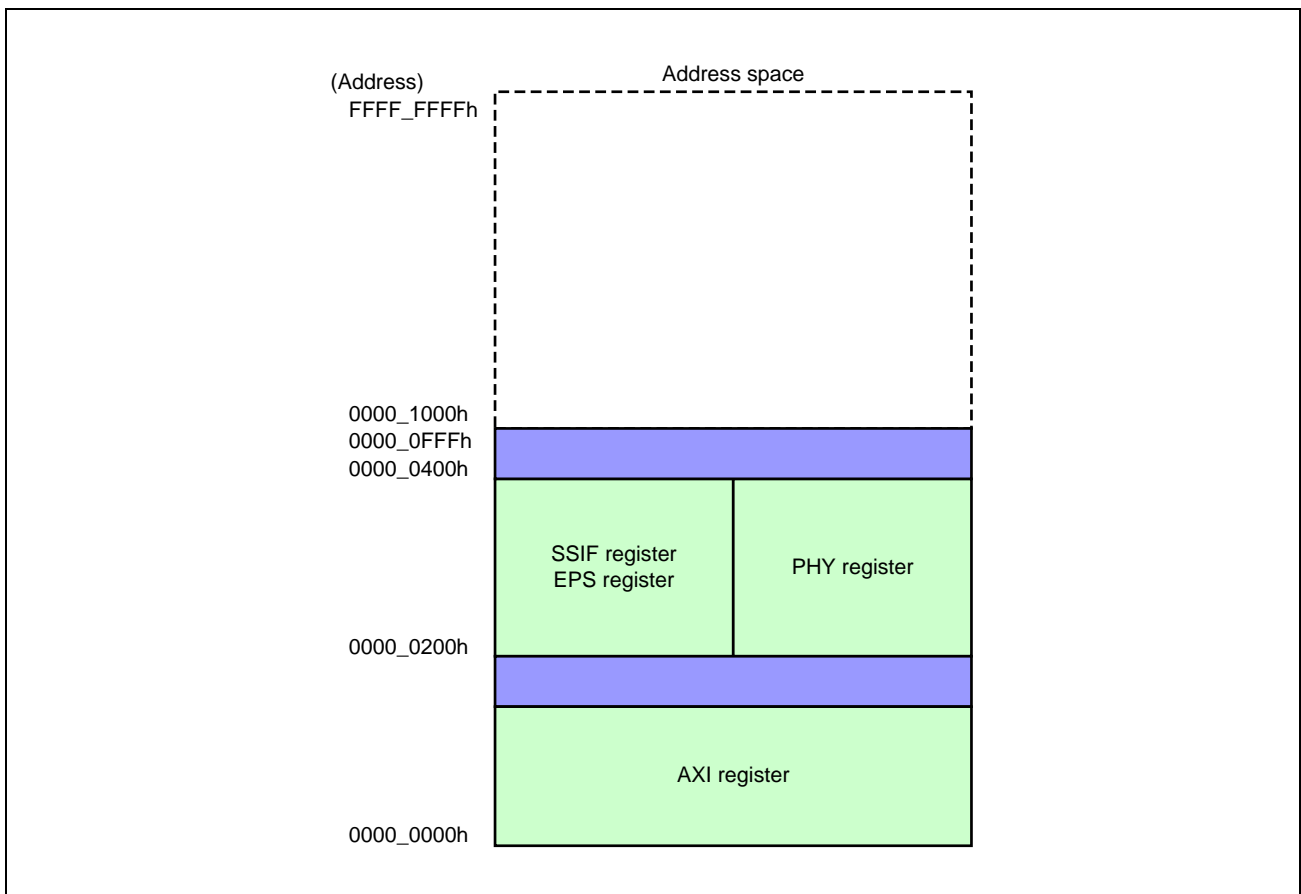 Address space
(Address)
FFFF_FFFFh
0000_1000h
0000_0FFFh
0000_0400h
SSIF register
EPS register
PHY register
0000_0200h
AXI register
0000_0000h